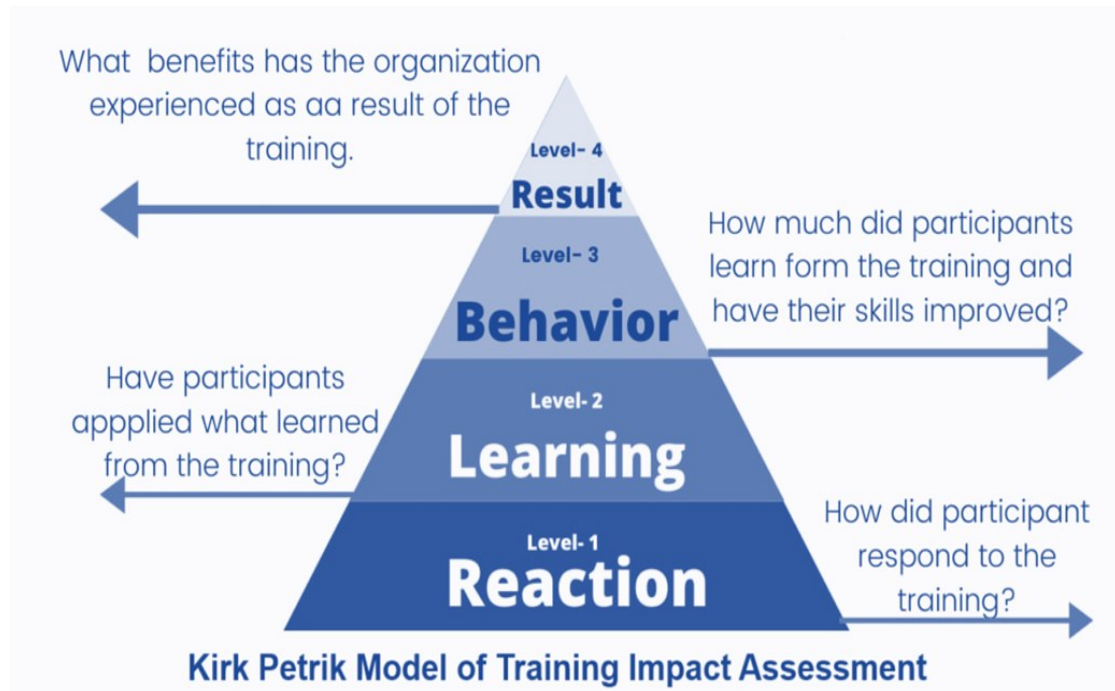 What benefits has the organization
experienced as aa result of the
training.
Level- 4
Result
How much did participants
learn form the training and
have their skills improved?
Level- 3
Behavior
Have participants
appplied what learned
from the training?
Level- 2
Learning
How did participant
respond to the
training?
Level- 1
Reaction
Kirk Petrik Model of Training Impact Assessment